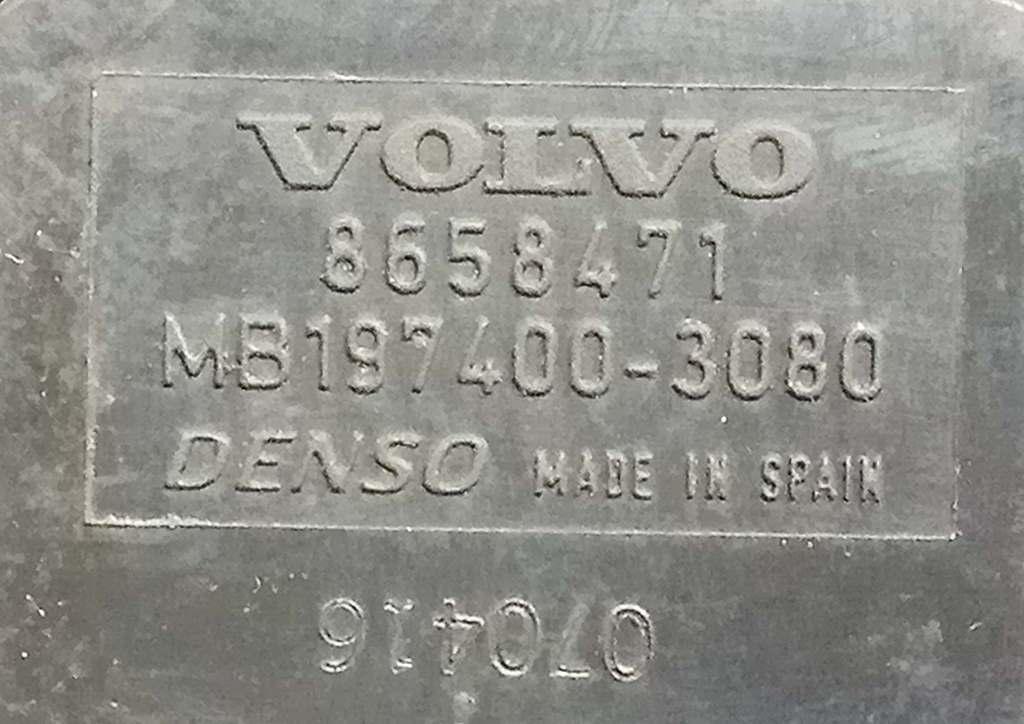 VOLVO
8658471
MB197400-3080
DENSO MADE IN SPAIN
070416